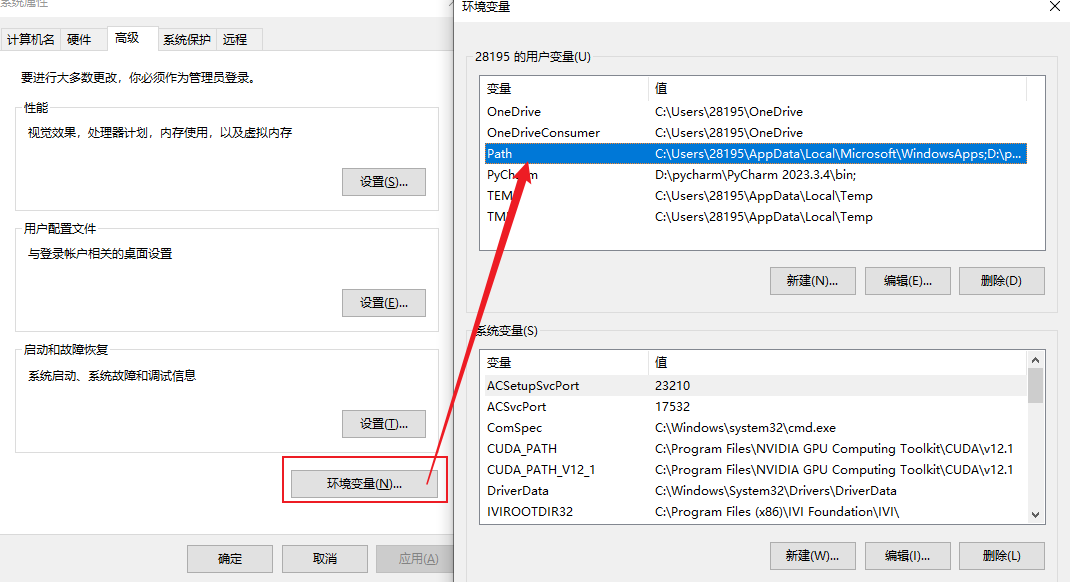 系统属性
计算机名 硬件 高级 系统保护 远程
要进行大多数更改，你必须作为管理员登录。
性能
视觉效果，处理器计划，内存使用，以及虚拟内存
设置(S)...
用户配置文件
与登录帐户相关的桌面设置
设置(E)...
启动和故障恢复
系统启动、系统故障和调试信息
设置(T)...
环境变量(N)...
确定 取消 应用(A)
环境变量
28195 的用户变量(U)
变量 值
OneDrive C:\Users\28195\OneDrive
OneDriveConsumer C:\Users\28195\OneDrive
Path C:\Users\28195\AppData\Local\Microsoft\WindowsApps;D:\p...
PyCharm D:\pycharm\PyCharm 2023.3.4\bin;
TEMP C:\Users\28195\AppData\Local\Temp
TMP C:\Users\28195\AppData\Local\Temp
新建(N)... 编辑(E)... 删除(D)
系统变量(S)
变量 值
ACSetupSvcPort 23210
ACSvcPort 17532
ComSpec C:\Windows\system32\cmd.exe
CUDA_PATH C:\Program Files\NVIDIA GPU Computing Toolkit\CUDA\v12.1
CUDA_PATH_V12_1 C:\Program Files\NVIDIA GPU Computing Toolkit\CUDA\v12.1
DriverData C:\Windows\System32\Drivers\DriverData
IVIROOTDIR32 C:\Program Files (x86)\IVI Foundation\IVI\
新建(W)... 编辑(I)... 删除(L)